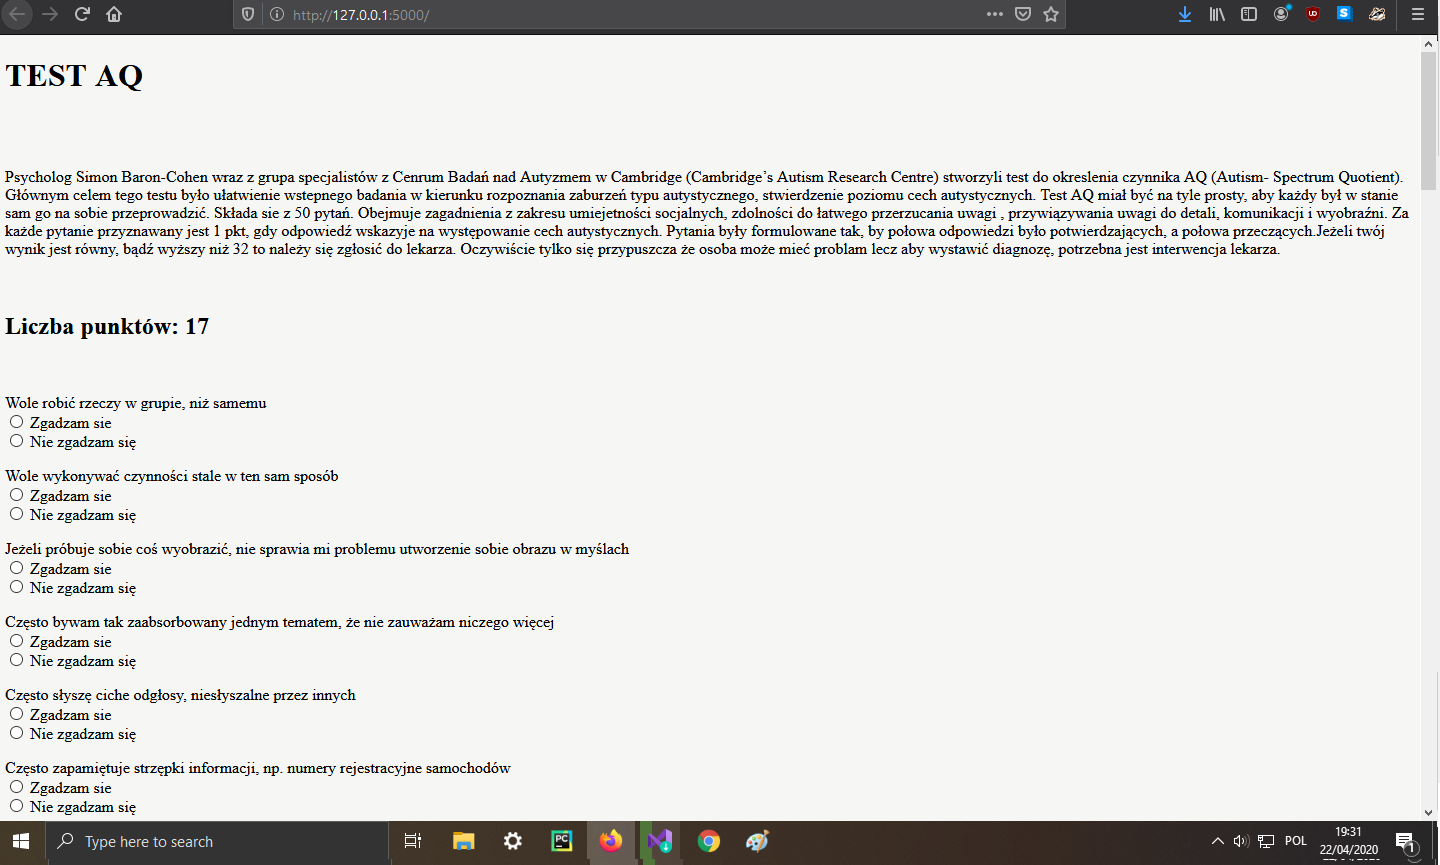 http://127.0.0.1:5000/
TEST AQ
Psycholog Simon Baron-Cohen wraz z grupa specjalistów z Cenrum Badań nad Autyzmem w Cambridge (Cambridge’s Autism Research Centre) stworzyli test do okreslenia czynnika AQ (Autism- Spectrum Quotient).
Głównym celem tego testu było ułatwienie wstepnego badania w kierunku rozpoznania zaburzeń typu autystycznego, stwierdzenie poziomu cech autystycznych. Test AQ miał być na tyle prosty, aby każdy był w stanie
sam go na sobie przeprowadzić. Składa sie z 50 pytań. Obejmuje zagadnienia z zakresu umiejetności socjalnych, zdolności do łatwego przerzucania uwagi , przywiązywania uwagi do detali, komunikacji i wyobraźni. Za
każde pytanie przyznawany jest 1 pkt, gdy odpowiedź wskazyje na występowanie cech autystycznych. Pytania były formulowane tak, by połowa odpowiedzi było potwierdzających, a połowa przeczących.Jeżeli twój
wynik jest równy, bądź wyższy niż 32 to należy się zgłosić do lekarza. Oczywiście tylko się przypuszcza że osoba może mieć problam lecz aby wystawić diagnozę, potrzebna jest interwencja lekarza.
Liczba punktów: 17
Wole robić rzeczy w grupie, niż samemu
Zgadzam sie
Nie zgadzam się
Wole wykonywać czynności stale w ten sam sposób
Zgadzam sie
Nie zgadzam się
Jeżeli próbuje sobie coś wyobrazić, nie sprawia mi problemu utworzenie sobie obrazu w myślach
Zgadzam sie
Nie zgadzam się
Często bywam tak zaabsorbowany jednym tematem, że nie zauważam niczego więcej
Zgadzam sie
Nie zgadzam się
Często słyszę ciche odgłosy, niesłyszalne przez innych
Zgadzam sie
Nie zgadzam się
Często zapamiętuje strzępki informacji, np. numery rejestracyjne samochodów
Zgadzam sie
Nie zgadzam się
Type here to search
PC
POL
19:31
22/04/2020
1